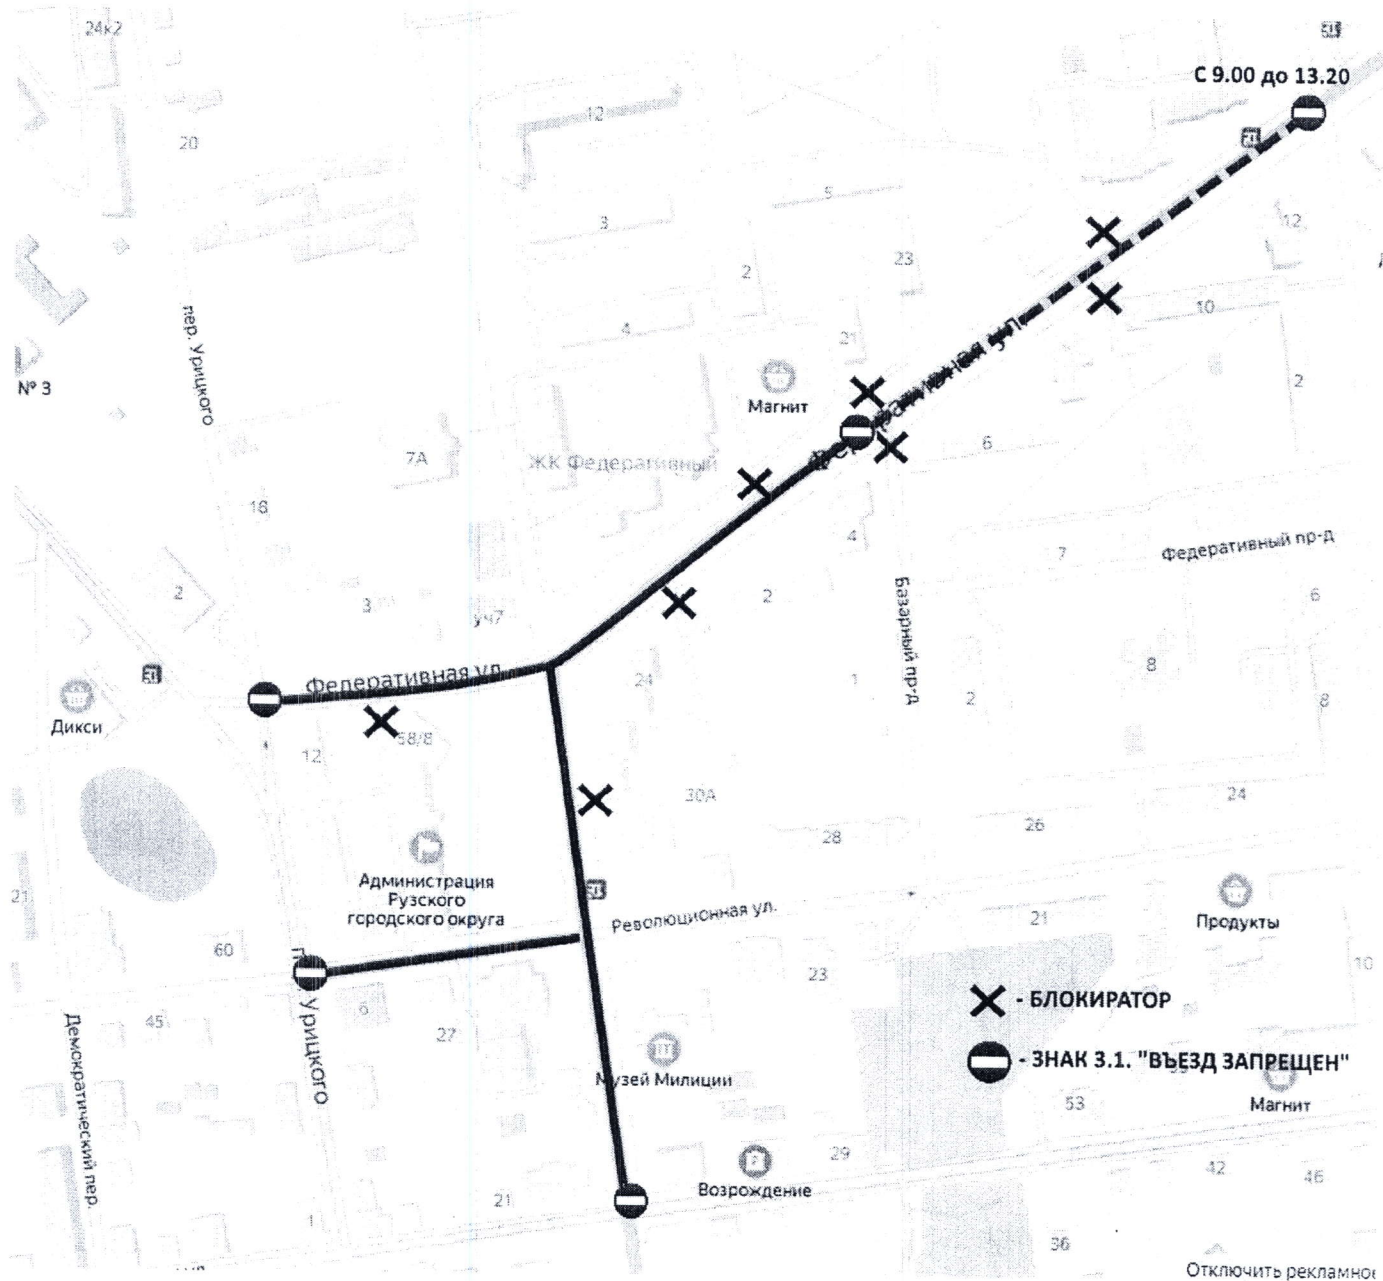 24к2
С 9.00 до 13.20
12
20
5
3
12
23
2
10
пер. Урицкого
4
21
№ 3
2
Магнит
6
7А
ЖК Федеративный
18
4
7
Федеративный пр-д
2
3
2
6
уч7
Базарный пр-д
8
Федеративная ул.
24
1
2
8
Дикси
58/8
12
30А
24
28
26
Администрация
Рузского
городского округа
21
Революционная ул.
21
Продукты
60
23
10
- БЛОКИРАТОР
6
45
27
Урицкого
Демократический пер.
Музей Милиции
- ЗНАК 3.1. "ВЪЕЗД ЗАПРЕЩЕН"
53
Магнит
29
Возрождение
42
46
21
1
36
Отключить рекламно